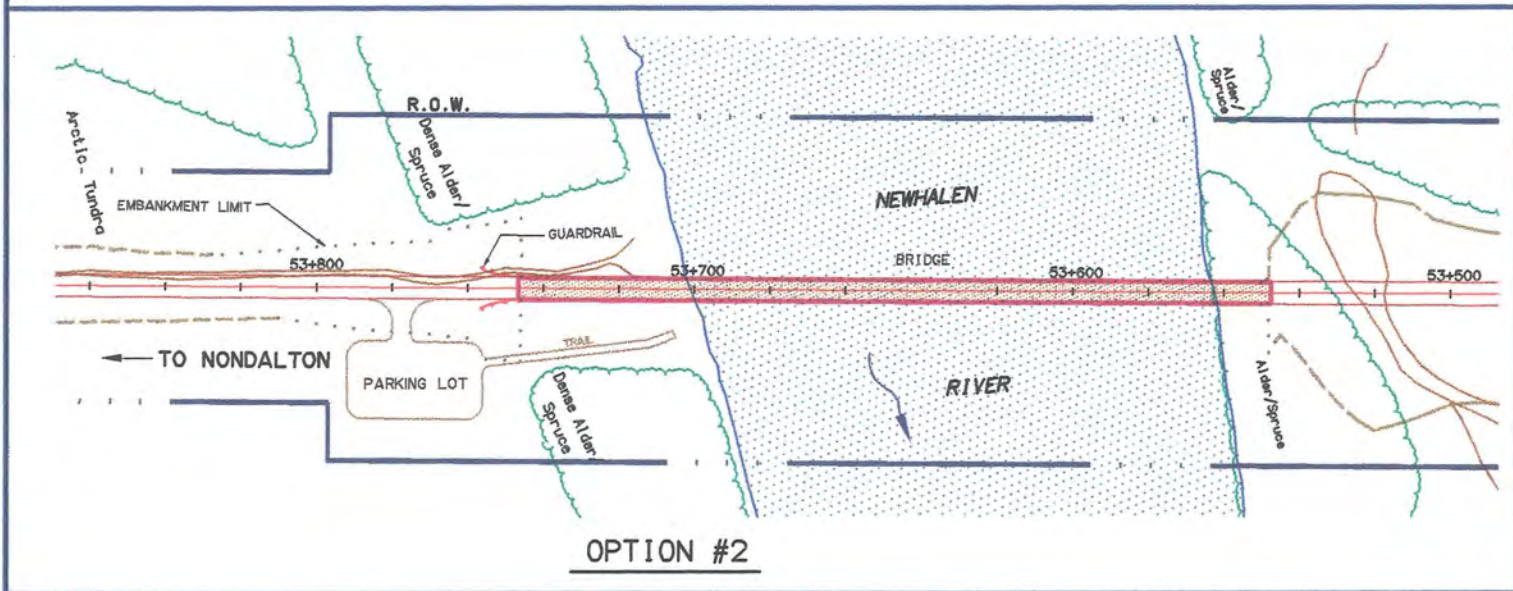 R.O.W.
Arctic - Tundra
Dense Alder/
Spruce
Alder/
Spruce
NEWHALEN
EMBANKMENT LIMIT
GUARDRAIL
BRIDGE
53+800
53+700
53+600
53+500
TO NONDALTON
TRAIL
PARKING LOT
RIVER
Dense Alder/
Spruce
Alder/Spruce
OPTION #2